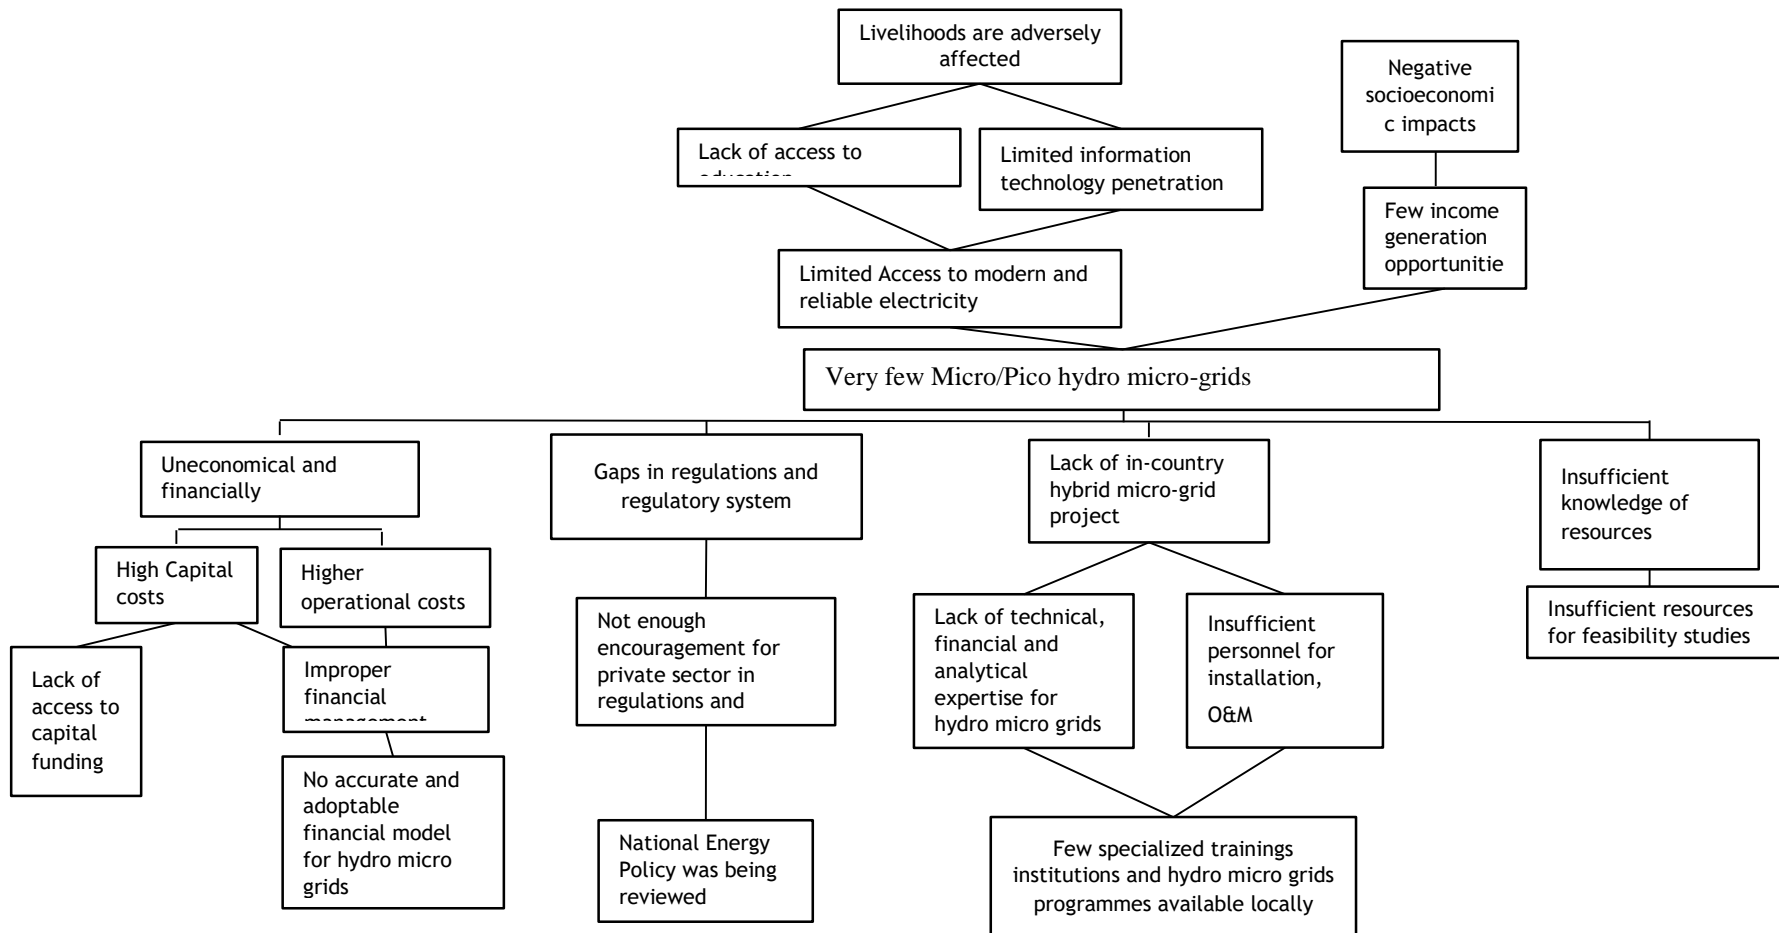 Livelihoods are adversely
affected
Negative
socioeconomi
c impacts
Lack of access to
Limited information
technology penetration
Few income
generation
opportunitie
Limited Access to modern and
reliable electricity
Very few Micro/Pico hydro micro-grids
Uneconomical and
financially
Gaps in regulations and
regulatory system
Lack of in-country
hybrid micro-grid
project
Insufficient
knowledge of
resources
High Capital
costs
Higher
operational costs
Not enough
encouragement for
private sector in
regulations and
Lack of technical,
financial and
analytical
expertise for
hydro micro grids
Insufficient
personnel for
installation,
O&M
Insufficient resources
for feasibility studies
Lack of
access to
capital
funding
Improper
financial
No accurate and
adoptable
financial model
for hydro micro
grids
National Energy
Policy was being
reviewed
Few specialized trainings
institutions and hydro micro grids
programmes available locally